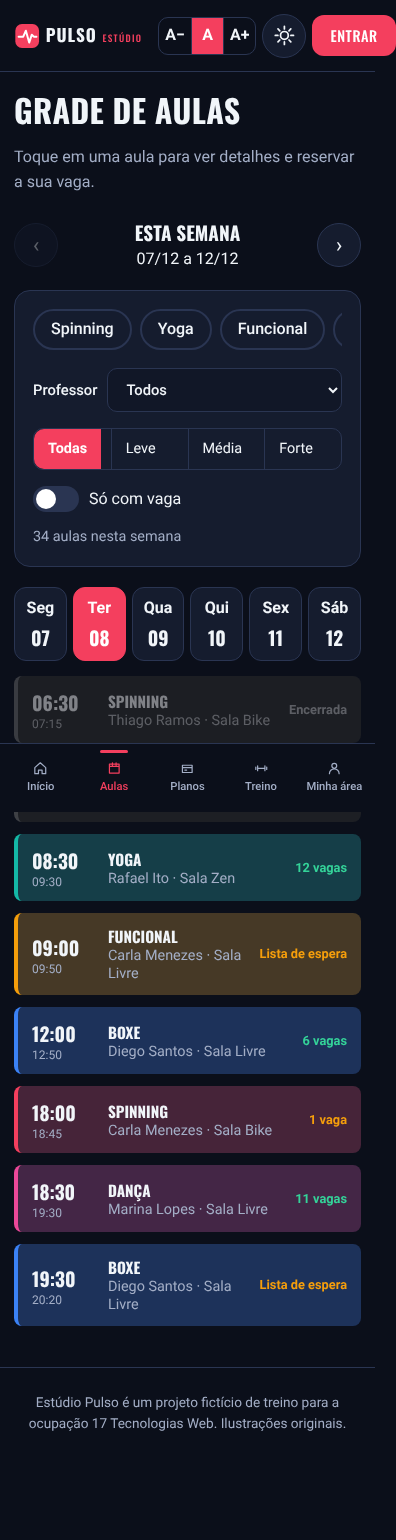 PULSO ESTÚDIO
A− A A+
ENTRAR
GRADE DE AULAS
Toque em uma aula para ver detalhes e reservar
a sua vaga.
‹
ESTA SEMANA
07/12 a 12/12
›
Spinning Yoga Funcional
Professor Todos
Todas Leve Média Forte
Só com vaga
34 aulas nesta semana
Seg Ter Qua Qui Sex Sáb
07 08 09 10 11 12
06:30 SPINNING
07:15 Thiago Ramos · Sala Bike Encerrada
Início Aulas Planos Treino Minha área
08:30 YOGA
09:30 Rafael Ito · Sala Zen 12 vagas
09:00 FUNCIONAL
09:50 Carla Menezes · Sala Lista de espera
Livre
12:00 BOXE
12:50 Diego Santos · Sala Livre 6 vagas
18:00 SPINNING
18:45 Carla Menezes · Sala Bike 1 vaga
18:30 DANÇA
19:30 Marina Lopes · Sala Livre 11 vagas
19:30 BOXE
20:20 Diego Santos · Sala Lista de espera
Livre
Estúdio Pulso é um projeto fictício de treino para a
ocupação 17 Tecnologias Web. Ilustrações originais.